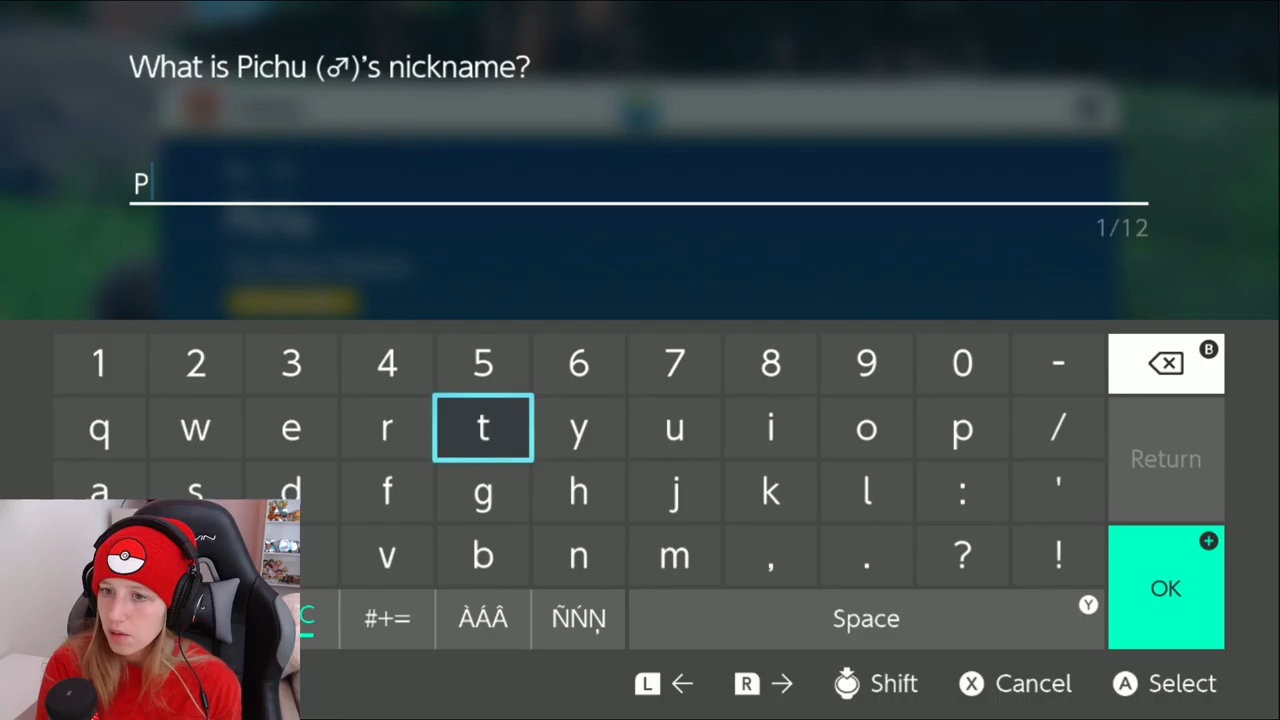 What is Pichu (♂)'s nickname?
P
1/12
1 2 3 4 5 6 7 8 9 0 - B
q w e r t y u i o p / Return
a s d f g h j k l : '
v b n m , . ? ! OK +
C #+= ÀÁÂ ÑŃŅ Space Y
L ← R → Shift X Cancel A Select